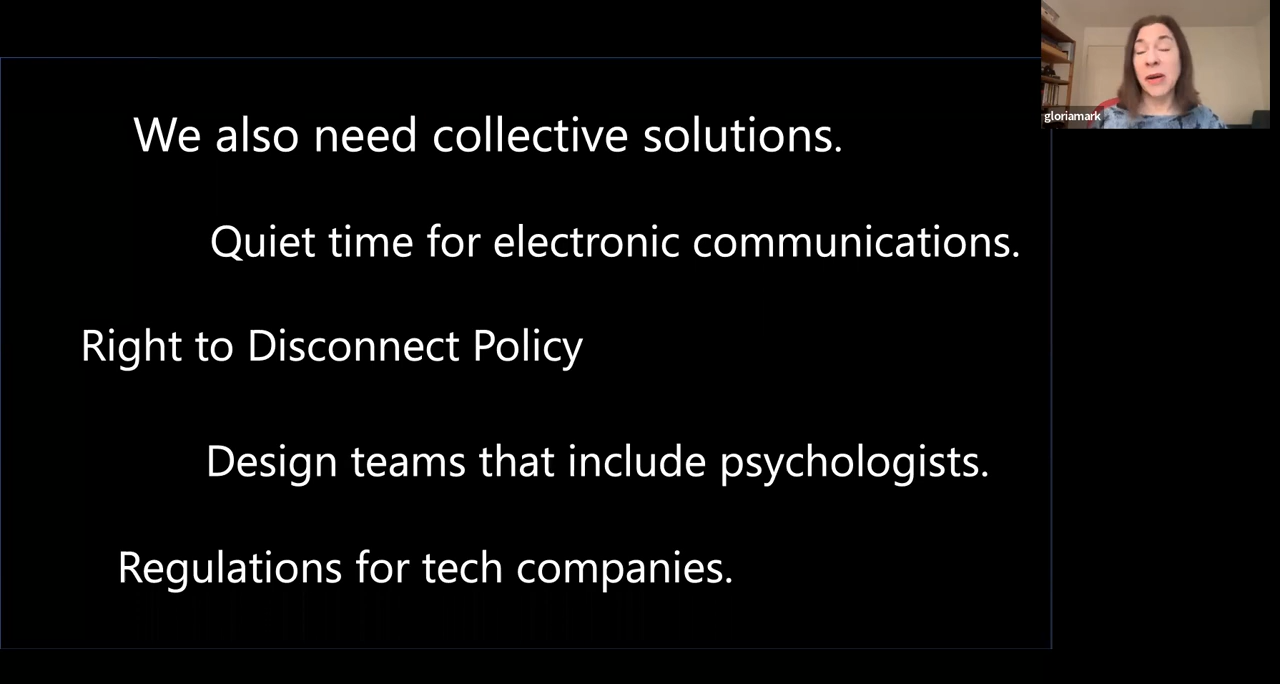 gloriamark
We also need collective solutions.
Quiet time for electronic communications.
Right to Disconnect Policy
Design teams that include psychologists.
Regulations for tech companies.